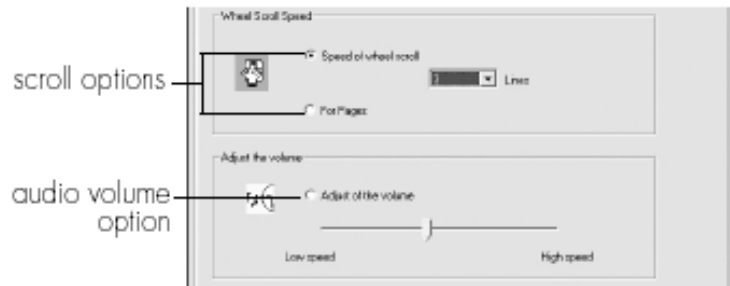 Wheel Scroll Speed
scroll options
Speed of wheel scroll
Lines
For Pages
Adjust the volume
audio volume
option
Adjust of the volume
Low speed
High speed